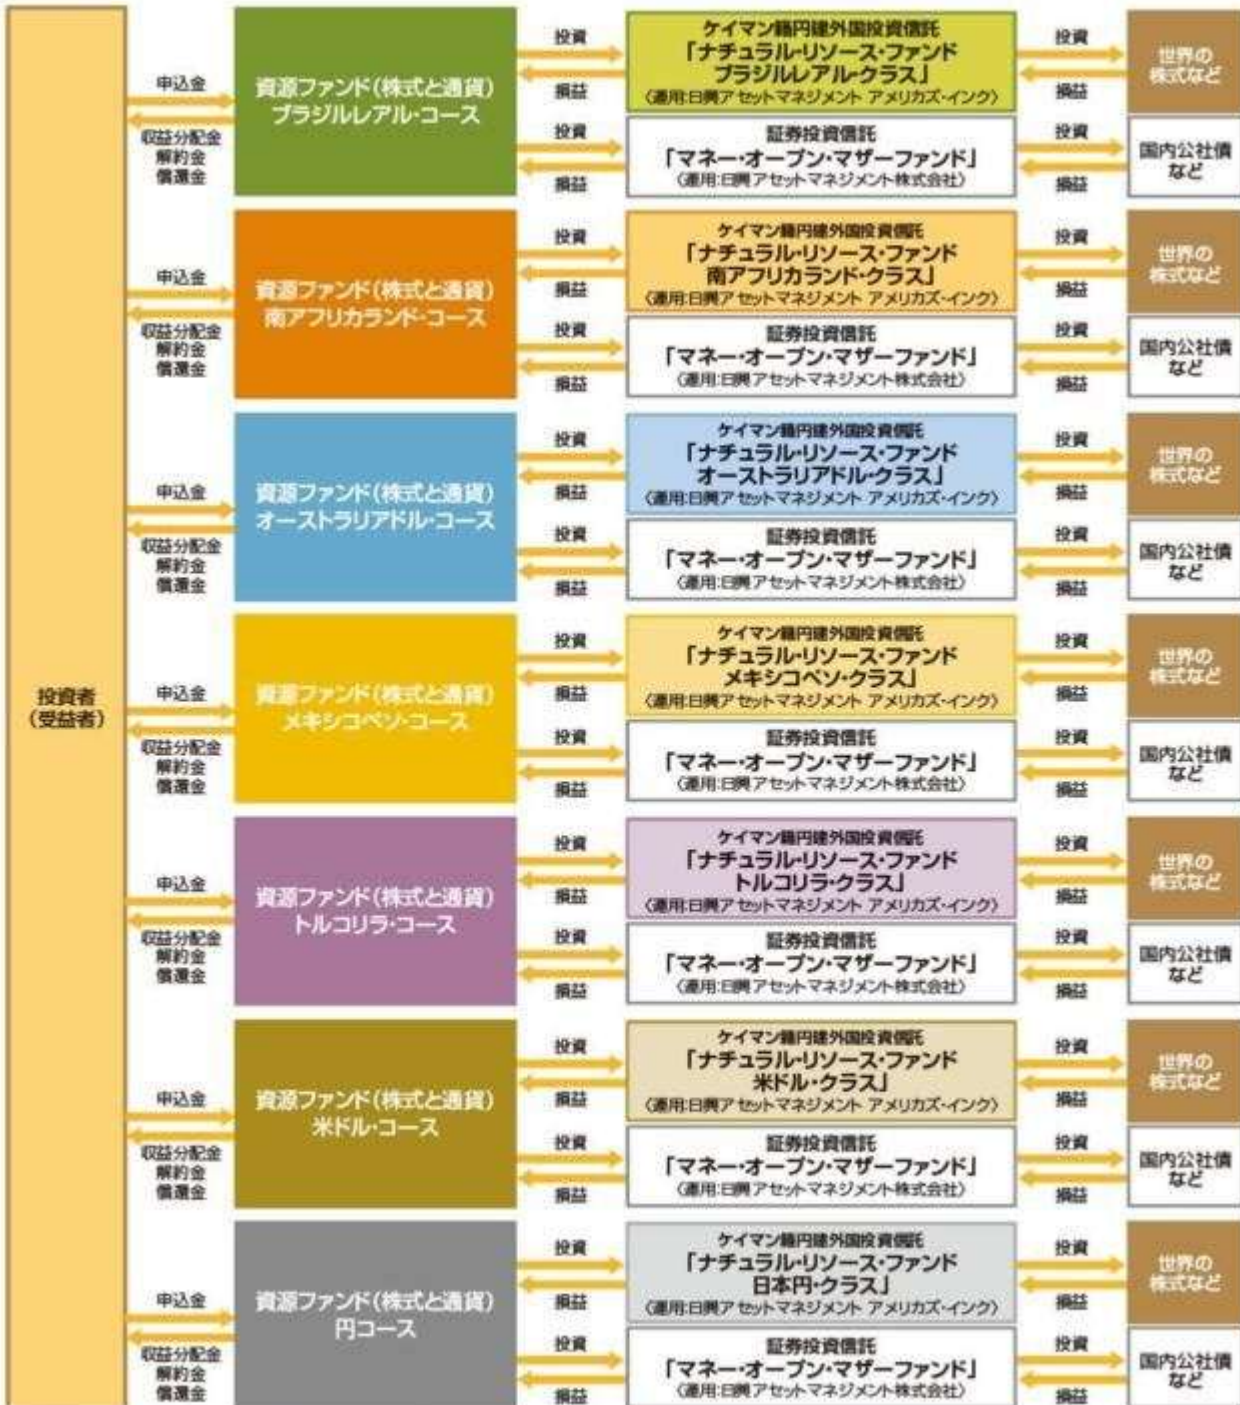 投資者
(受益者)
申込金
収益分配金
解約金
償還金
資源ファンド(株式と通貨)
ブラジルレアル・コース
投資
損益
ケイマン籍円建外国投資信託
「ナチュラル・リソース・ファンド
ブラジルレアル・クラス」
〈運用:日興アセットマネジメント アメリカズ・インク〉
投資
損益
世界の
株式など
投資
損益
証券投資信託
「マネー・オープン・マザーファンド」
〈運用:日興アセットマネジメント株式会社〉
投資
損益
国内公社債
など
申込金
収益分配金
解約金
償還金
資源ファンド(株式と通貨)
南アフリカランド・コース
投資
損益
ケイマン籍円建外国投資信託
「ナチュラル・リソース・ファンド
南アフリカランド・クラス」
〈運用:日興アセットマネジメント アメリカズ・インク〉
投資
損益
世界の
株式など
投資
損益
証券投資信託
「マネー・オープン・マザーファンド」
〈運用:日興アセットマネジメント株式会社〉
投資
損益
国内公社債
など
申込金
収益分配金
解約金
償還金
資源ファンド(株式と通貨)
オーストラリアドル・コース
投資
損益
ケイマン籍円建外国投資信託
「ナチュラル・リソース・ファンド
オーストラリアドル・クラス」
〈運用:日興アセットマネジメント アメリカズ・インク〉
投資
損益
世界の
株式など
投資
損益
証券投資信託
「マネー・オープン・マザーファンド」
〈運用:日興アセットマネジメント株式会社〉
投資
損益
国内公社債
など
申込金
収益分配金
解約金
償還金
資源ファンド(株式と通貨)
メキシコペソ・コース
投資
損益
ケイマン籍円建外国投資信託
「ナチュラル・リソース・ファンド
メキシコペソ・クラス」
〈運用:日興アセットマネジメント アメリカズ・インク〉
投資
損益
世界の
株式など
投資
損益
証券投資信託
「マネー・オープン・マザーファンド」
〈運用:日興アセットマネジメント株式会社〉
投資
損益
国内公社債
など
申込金
収益分配金
解約金
償還金
資源ファンド(株式と通貨)
トルコリラ・コース
投資
損益
ケイマン籍円建外国投資信託
「ナチュラル・リソース・ファンド
トルコリラ・クラス」
〈運用:日興アセットマネジメント アメリカズ・インク〉
投資
損益
世界の
株式など
投資
損益
証券投資信託
「マネー・オープン・マザーファンド」
〈運用:日興アセットマネジメント株式会社〉
投資
損益
国内公社債
など
申込金
収益分配金
解約金
償還金
資源ファンド(株式と通貨)
米ドル・コース
投資
損益
ケイマン籍円建外国投資信託
「ナチュラル・リソース・ファンド
米ドル・クラス」
〈運用:日興アセットマネジメント アメリカズ・インク〉
投資
損益
世界の
株式など
投資
損益
証券投資信託
「マネー・オープン・マザーファンド」
〈運用:日興アセットマネジメント株式会社〉
投資
損益
国内公社債
など
申込金
収益分配金
解約金
償還金
資源ファンド(株式と通貨)
円コース
投資
損益
ケイマン籍円建外国投資信託
「ナチュラル・リソース・ファンド
日本円・クラス」
〈運用:日興アセットマネジメント アメリカズ・インク〉
投資
損益
世界の
株式など
投資
損益
証券投資信託
「マネー・オープン・マザーファンド」
〈運用:日興アセットマネジメント株式会社〉
投資
損益
国内公社債
など